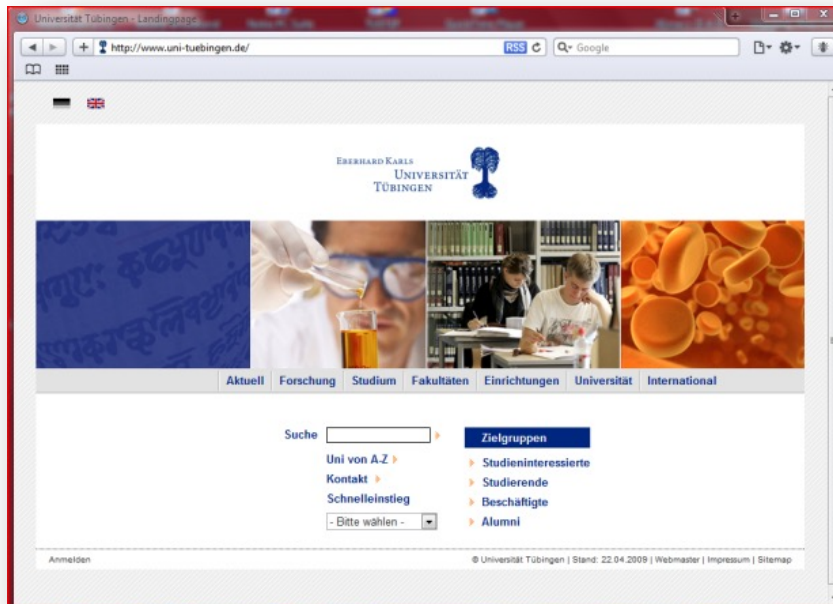 Universität Tübingen - Landingpage
http://www.uni-tuebingen.de/
RSS
Google
EBERHARD KARLS
UNIVERSITÄT
TÜBINGEN
Aktuell Forschung Studium Fakultäten Einrichtungen Universität International
Suche
Zielgruppen
Uni von A-Z
Studieninteressierte
Kontakt
Studierende
Schnelleinstieg
Beschäftigte
- Bitte wählen -
Alumni
Anmelden
© Universität Tübingen | Stand: 22.04.2009 | Webmaster | Impressum | Sitemap